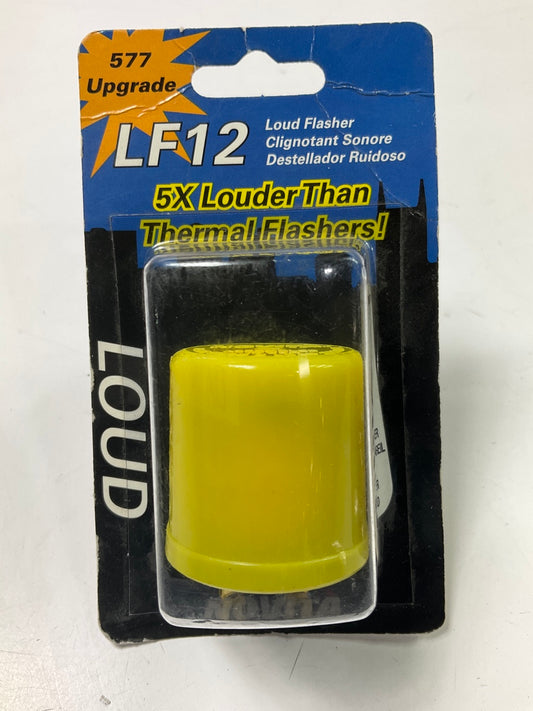 577
Upgrade
LF12
Loud Flasher
Clignotant Sonore
Destellador Ruidoso
5X Louder Than
Thermal Flashers!
LOUD